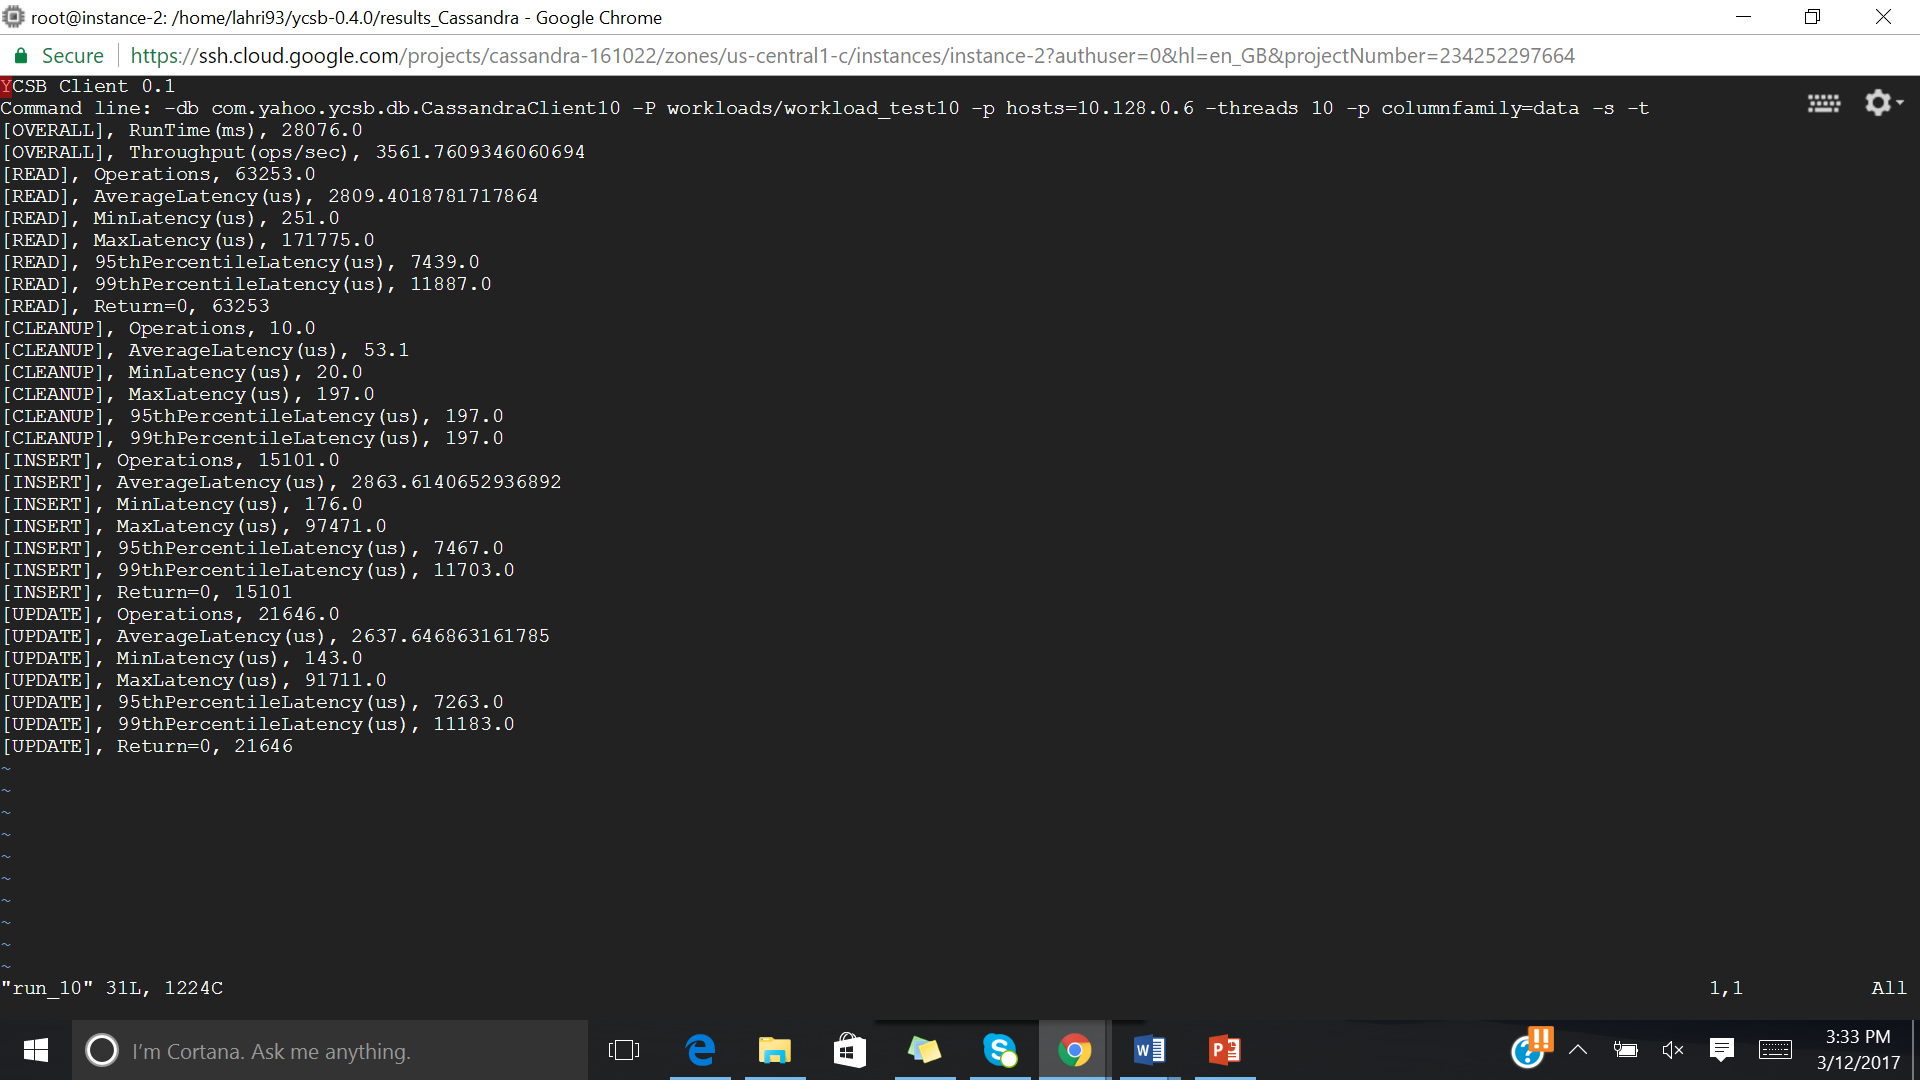 root@instance-2: /home/lahri93/ycsb-0.4.0/results_Cassandra - Google Chrome
Secure https://ssh.cloud.google.com/projects/cassandra-161022/zones/us-central1-c/instances/instance-2?authuser=0&hl=en_GB&projectNumber=234252297664
YCSB Client 0.1
Command line: -db com.yahoo.ycsb.db.CassandraClient10 -P workloads/workload_test10 -p hosts=10.128.0.6 -threads 10 -p columnfamily=data -s -t
[OVERALL], RunTime(ms), 28076.0
[OVERALL], Throughput(ops/sec), 3561.7609346060694
[READ], Operations, 63253.0
[READ], AverageLatency(us), 2809.4018781717864
[READ], MinLatency(us), 251.0
[READ], MaxLatency(us), 171775.0
[READ], 95thPercentileLatency(us), 7439.0
[READ], 99thPercentileLatency(us), 11887.0
[READ], Return=0, 63253
[CLEANUP], Operations, 10.0
[CLEANUP], AverageLatency(us), 53.1
[CLEANUP], MinLatency(us), 20.0
[CLEANUP], MaxLatency(us), 197.0
[CLEANUP], 95thPercentileLatency(us), 197.0
[CLEANUP], 99thPercentileLatency(us), 197.0
[INSERT], Operations, 15101.0
[INSERT], AverageLatency(us), 2863.6140652936892
[INSERT], MinLatency(us), 176.0
[INSERT], MaxLatency(us), 97471.0
[INSERT], 95thPercentileLatency(us), 7467.0
[INSERT], 99thPercentileLatency(us), 11703.0
[INSERT], Return=0, 15101
[UPDATE], Operations, 21646.0
[UPDATE], AverageLatency(us), 2637.646863161785
[UPDATE], MinLatency(us), 143.0
[UPDATE], MaxLatency(us), 91711.0
[UPDATE], 95thPercentileLatency(us), 7263.0
[UPDATE], 99thPercentileLatency(us), 11183.0
[UPDATE], Return=0, 21646
~
~
~
~
~
~
~
~
~
~
"run_10" 31L, 1224C 1,1 All
I'm Cortana. Ask me anything.
3:33 PM
3/12/2017